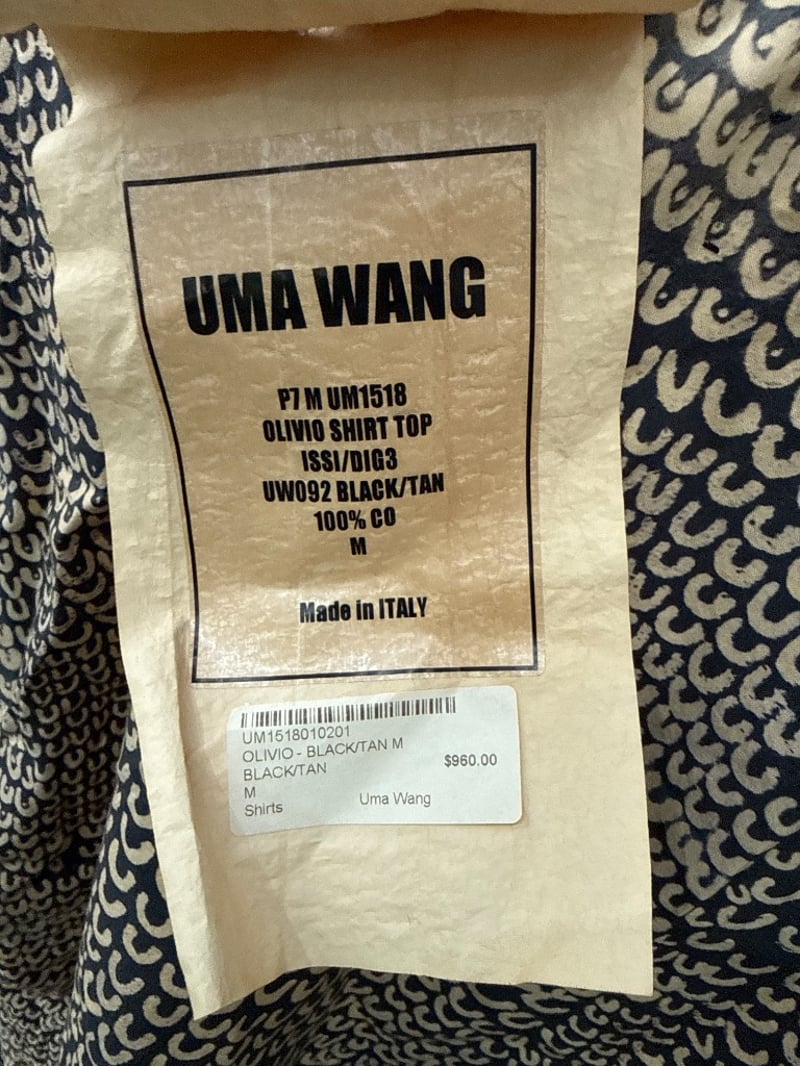 UMA WANG
P7 M UM1518
OLIVIO SHIRT TOP
ISSI/DIG3
UW092 BLACK/TAN
100% CO
M
Made in ITALY
UM1518010201
OLIVIO - BLACK/TAN M
BLACK/TAN
$960.00
M
Shirts Uma Wang